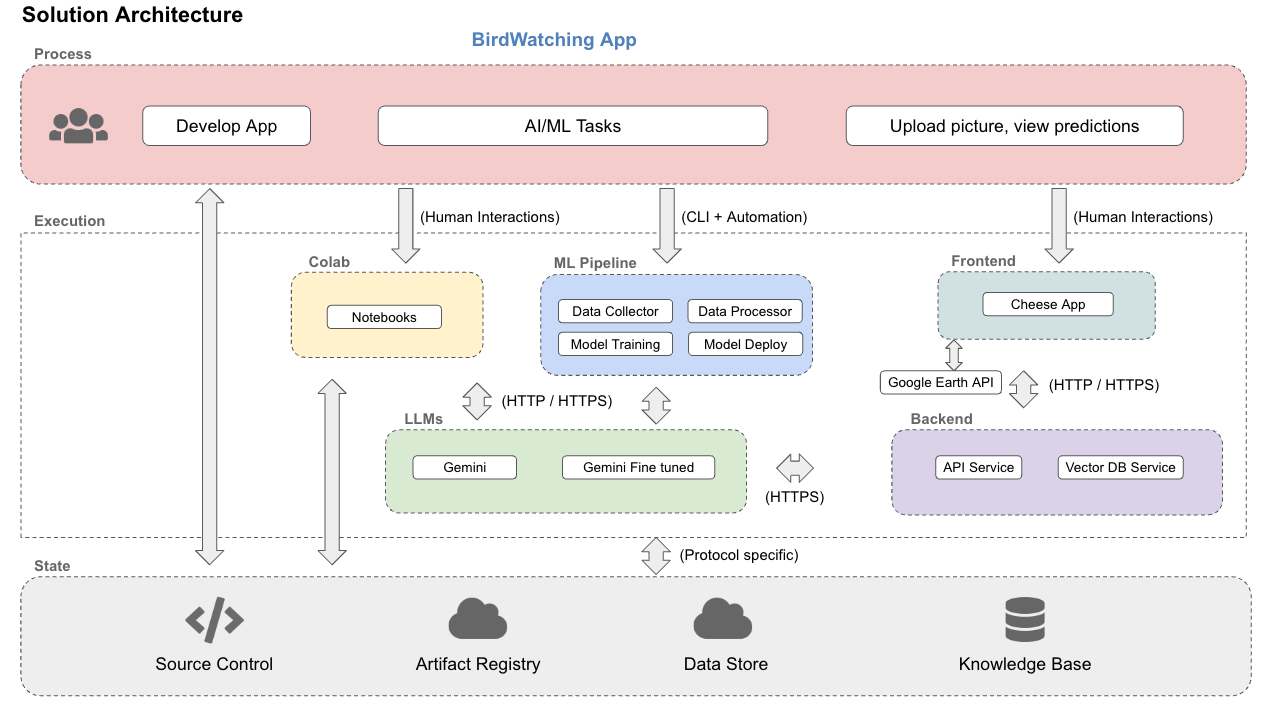 Solution Architecture
BirdWatching App
Process
Develop App
AI/ML Tasks
Upload picture, view predictions
(Human Interactions)
(CLI + Automation)
(Human Interactions)
Execution
Colab
ML Pipeline
Frontend
Notebooks
Data Collector
Data Processor
Model Training
Model Deploy
Cheese App
Google Earth API
(HTTP / HTTPS)
(HTTP / HTTPS)
LLMs
Backend
Gemini
Gemini Fine tuned
API Service
Vector DB Service
(HTTPS)
(Protocol specific)
State
Source Control
Artifact Registry
Data Store
Knowledge Base